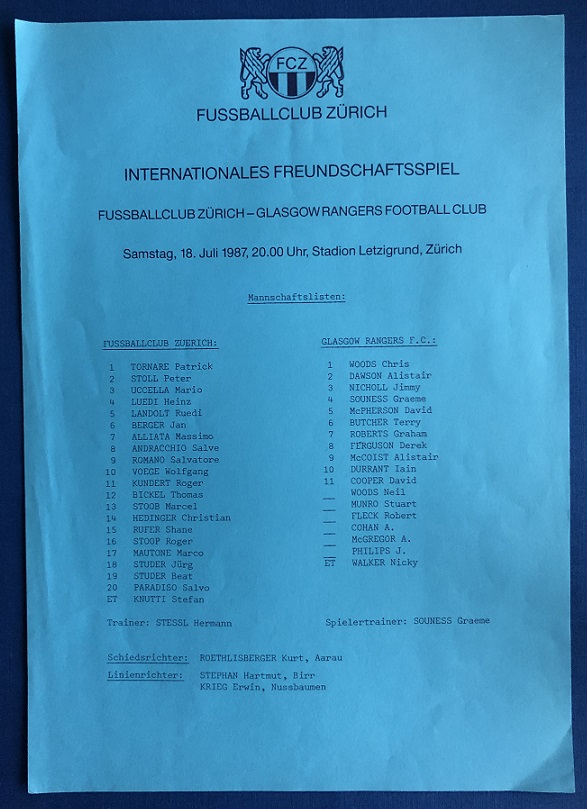 FCZ
FUSSBALLCLUB ZÜRICH
INTERNATIONALES FREUNDSCHAFTSSPIEL
FUSSBALLCLUB ZÜRICH – GLASGOW RANGERS FOOTBALL CLUB
Samstag, 18. Juli 1987, 20.00 Uhr, Stadion Letzigrund, Zürich
Mannschaftslisten:
FUSSBALLCLUB ZUERICH:
1 TORNARE Patrick
2 STOLL Peter
3 UCCELLA Mario
4 LUEDI Heinz
5 LANDOLT Ruedi
6 BERGER Jan
7 ALLIATA Massimo
8 ANDRACCHIO Salve
9 ROMANO Salvatore
10 VOEGE Wolfgang
11 KUNDERT Roger
12 BICKEL Thomas
13 STOOB Marcel
14 HEDINGER Christian
15 RUFER Shane
16 STOOP Roger
17 MAUTONE Marco
18 STUDER Jürg
19 STUDER Beat
20 PARADISO Salvo
ET KNUTTI Stefan
Trainer: STESSL Hermann
GLASGOW RANGERS F.C.:
1 WOODS Chris
2 DAWSON Alistair
3 NICHOLL Jimmy
4 SOUNESS Graeme
5 McPHERSON David
6 BUTCHER Terry
7 ROBERTS Graham
8 FERGUSON Derek
9 McCOIST Alistair
10 DURRANT Iain
11 COOPER David
__ WOODS Neil
__ MUNRO Stuart
__ FLECK Robert
__ COHAN A.
__ McGREGOR A.
__ PHILIPS J.
ET WALKER Nicky
Spielertrainer: SOUNESS Graeme
Schiedsrichter: ROETHLISBERGER Kurt, Aarau
Linienrichter: STEPHAN Hartmut, Birr
KRIEG Erwin, Nussbaumen